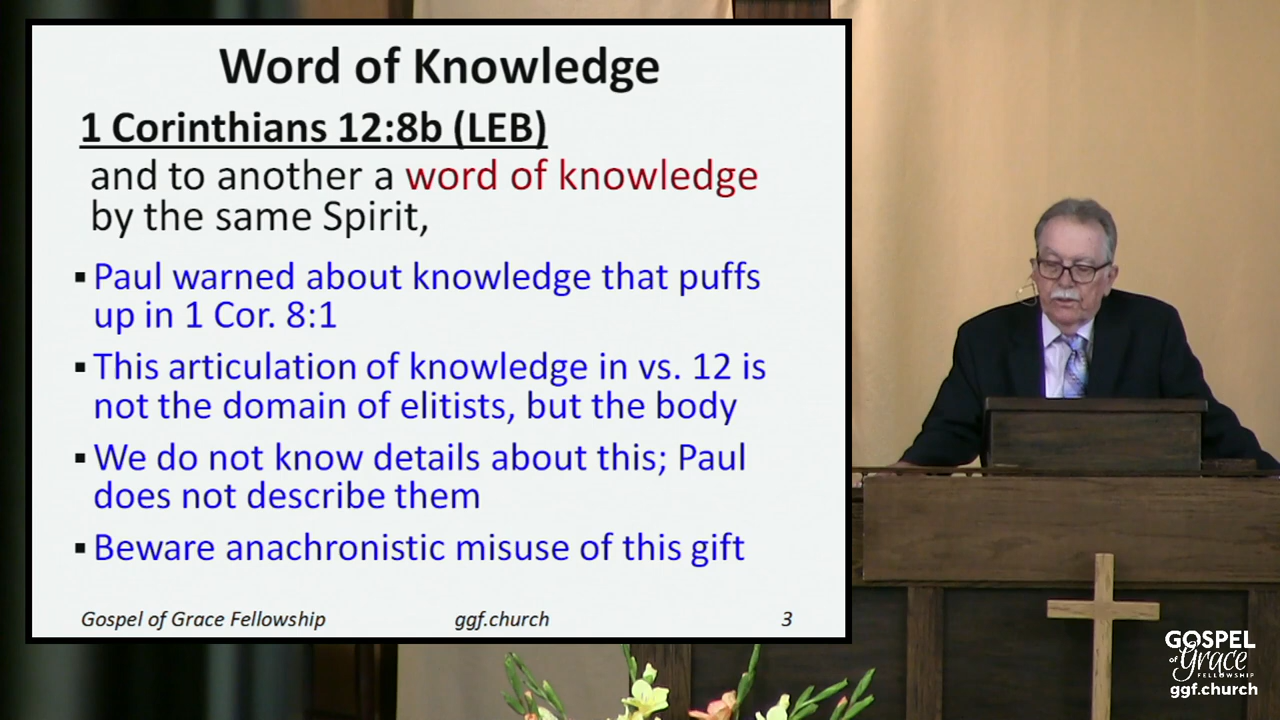 Word of Knowledge
1 Corinthians 12:8b (LEB)
and to another a word of knowledge
by the same Spirit,
▪ Paul warned about knowledge that puffs
up in 1 Cor. 8:1
▪ This articulation of knowledge in vs. 12 is
not the domain of elitists, but the body
▪ We do not know details about this; Paul
does not describe them
▪ Beware anachronistic misuse of this gift
Gospel of Grace Fellowship ggf.church 3
GOSPEL
of Grace
FELLOWSHIP
ggf.church